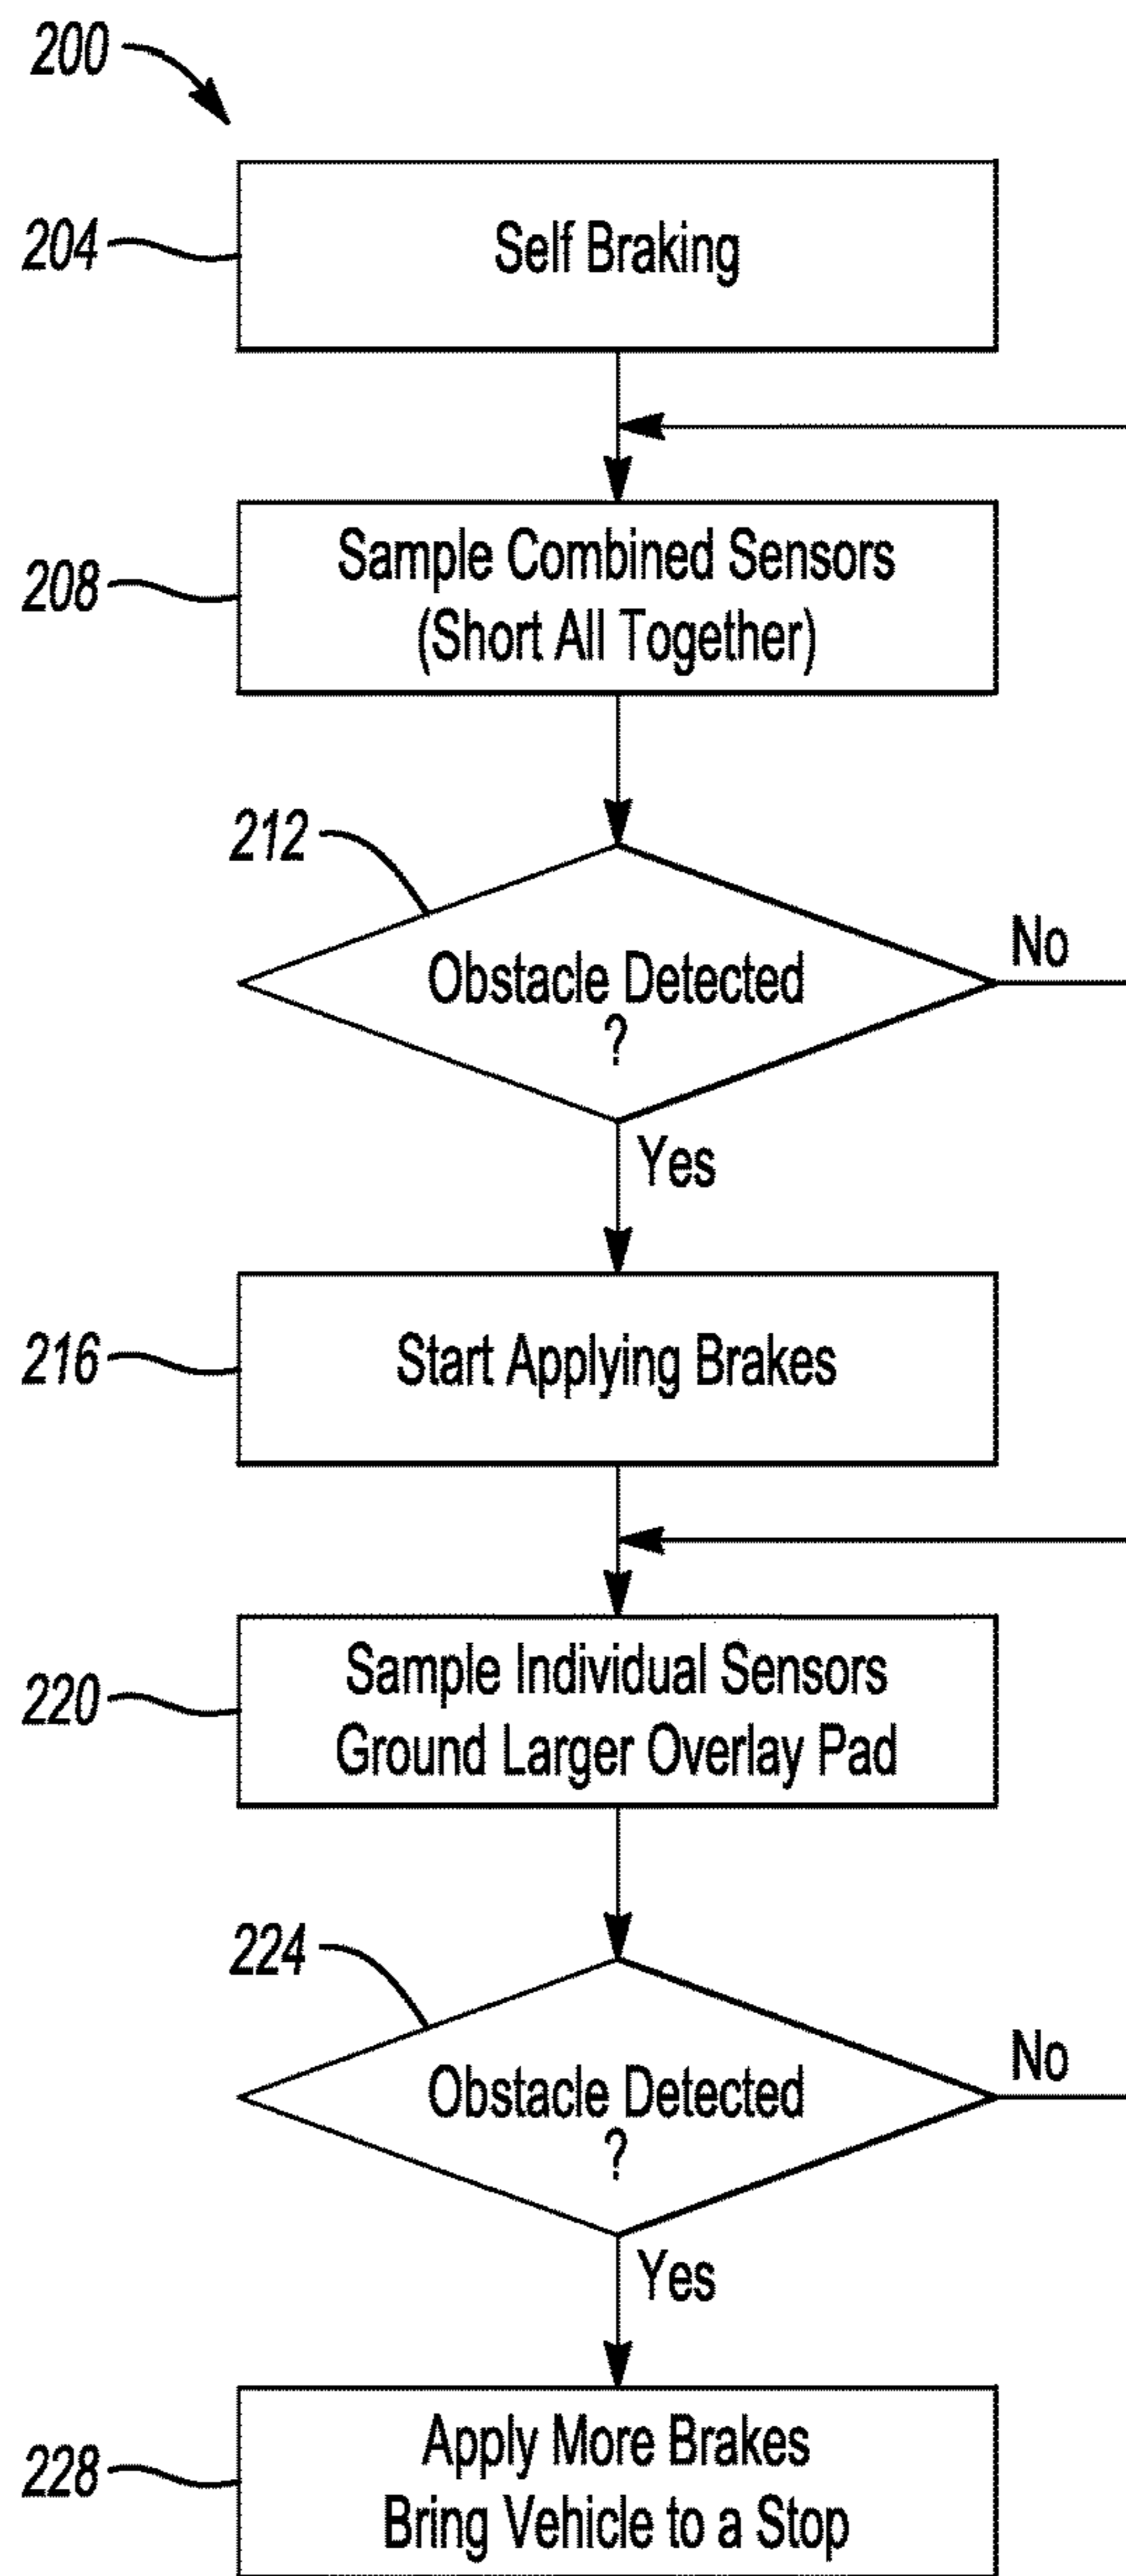 200
204
Self Braking
208
Sample Combined Sensors
(Short All Together)
212
Obstacle Detected
?
No
Yes
216
Start Applying Brakes
220
Sample Individual Sensors
Ground Larger Overlay Pad
224
Obstacle Detected
?
No
Yes
228
Apply More Brakes
Bring Vehicle to a Stop